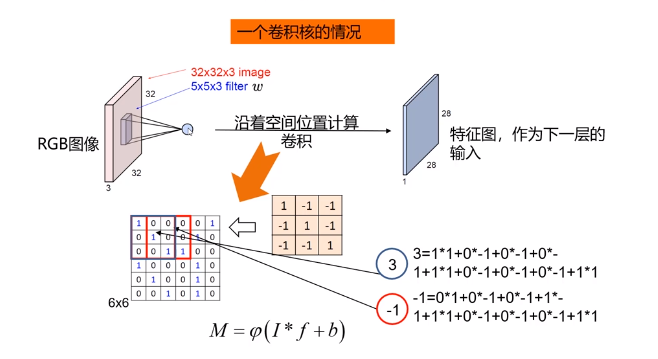 一个卷积核的情况
32x32x3 image
5x5x3 filter w
32
RGB图像
32
3
沿着空间位置计算
卷积
28
28
1
特征图，作为下一层的
输入
1 0 0 0 0 1
0 1 0 0 1 0
0 0 1 1 0 0
1 0 0 0 1 0
0 1 0 0 1 0
0 0 1 0 1 0
6x6
1 -1 -1
-1 1 -1
-1 -1 1
3
3=1*1+0*-1+0*-1+0*-
1+1*1+0*-1+0*-1+0*-1+1*1
-1
-1=0*1+0*-1+0*-1+1*-
1+1*1+0*-1+0*-1+0*-1+1*1
M = φ(I * f + b)